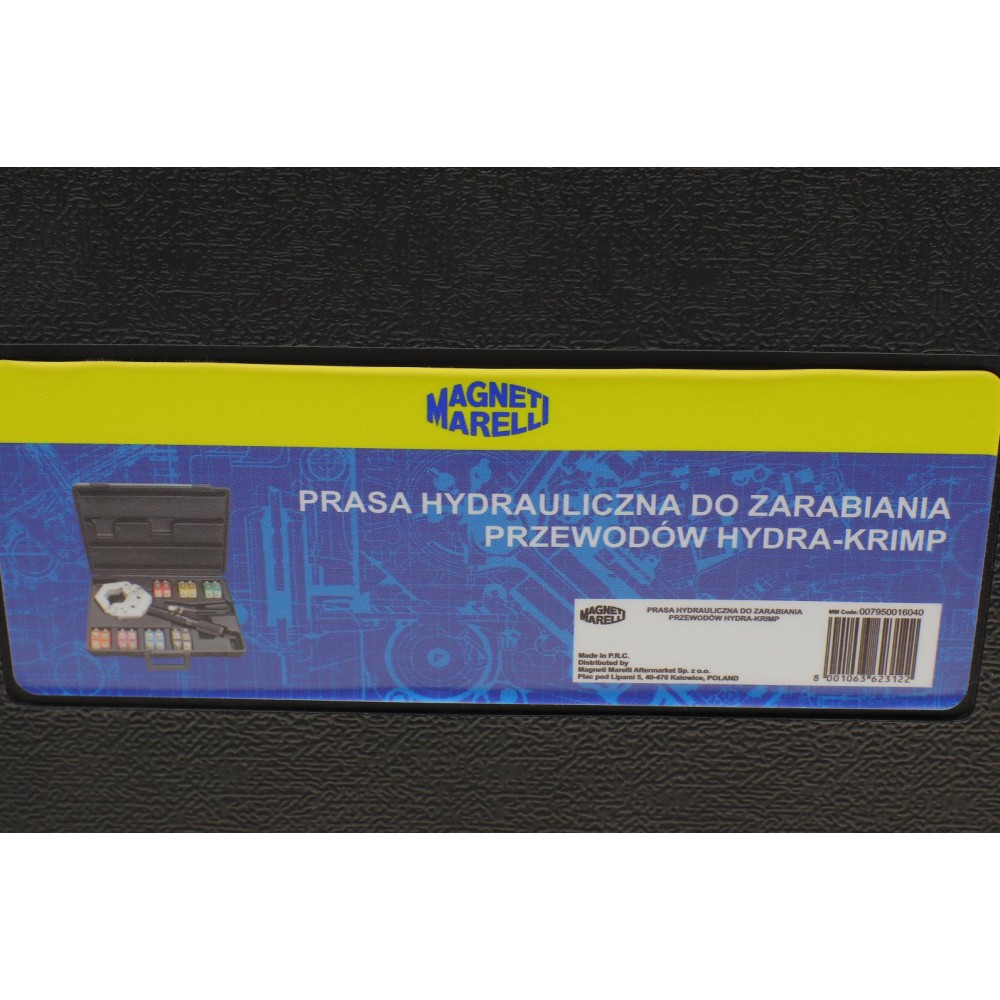 MAGNETI
MARELLI
PRASA HYDRAULICZNA DO ZARABIANIA
PRZEWODÓW HYDRA-KRIMP
MAGNETI
MARELLI
PRASA HYDRAULICZNA DO ZARABIANIA
PRZEWODÓW HYDRA-KRIMP
MM Code: 007950016040
Made in P.R.C.
Distributed by
Magneti Marelli Aftermarket Sp. z o.o.
Plac pod Lipami 5, 40-476 Katowice, POLAND
8 001063 623122